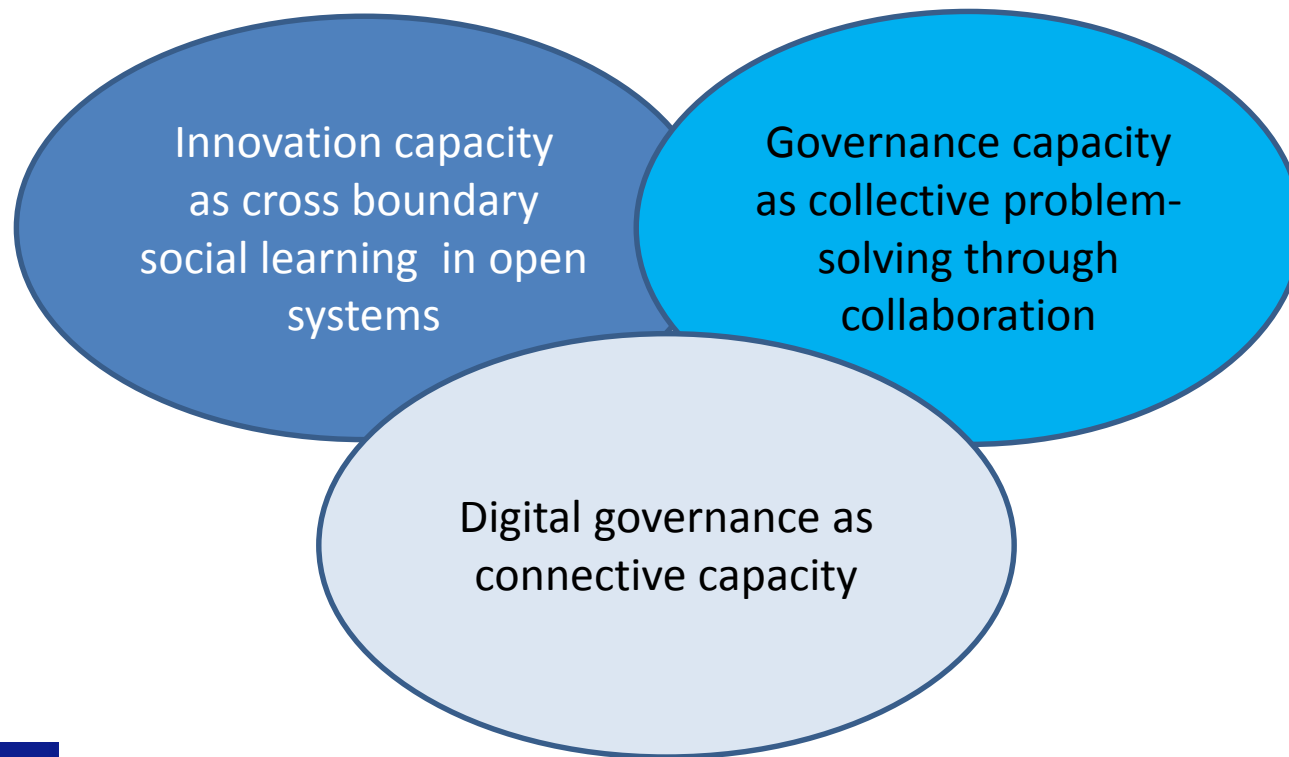 Innovation capacity
as cross boundary
social learning  in open
systems
Governance capacity
as collective problem-
solving through
collaboration
Digital governance as
connective capacity